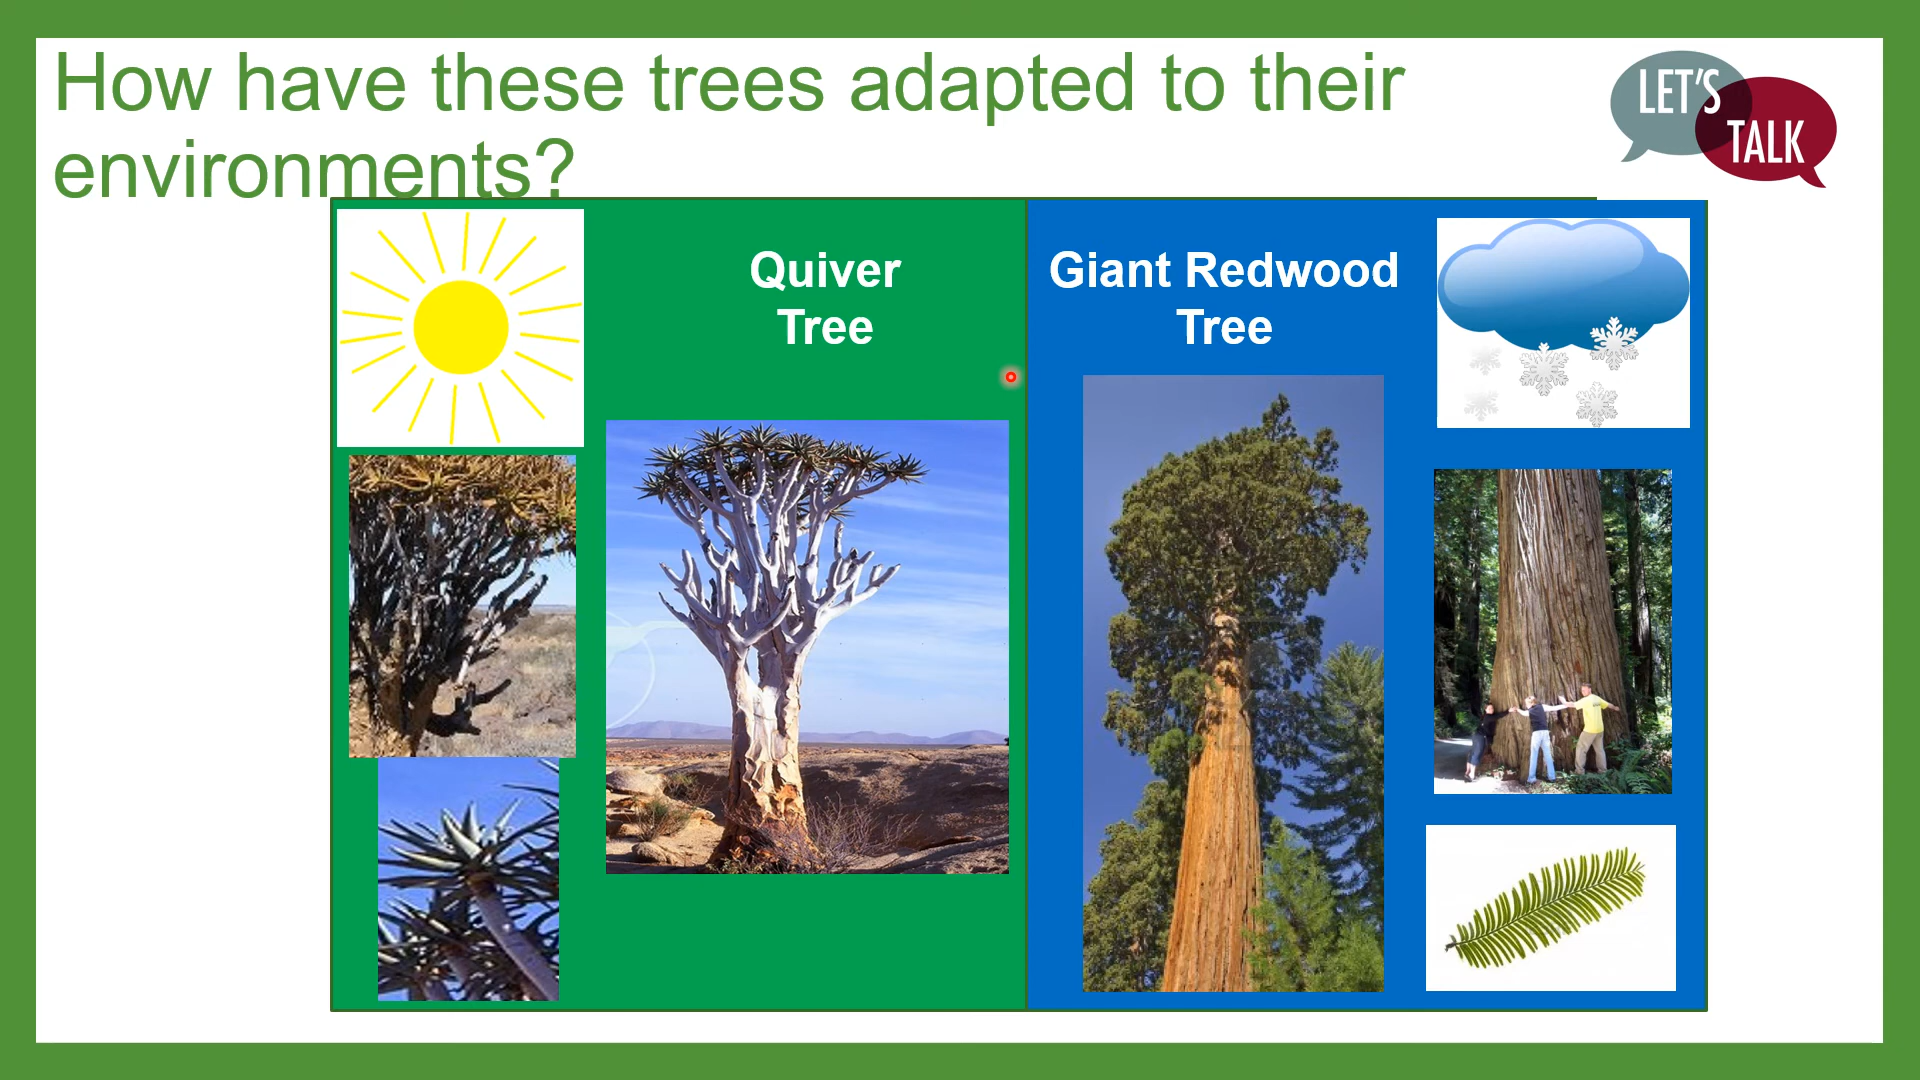 How have these trees adapted to their
environments?
LET'S
TALK
Quiver
Tree
Giant Redwood
Tree